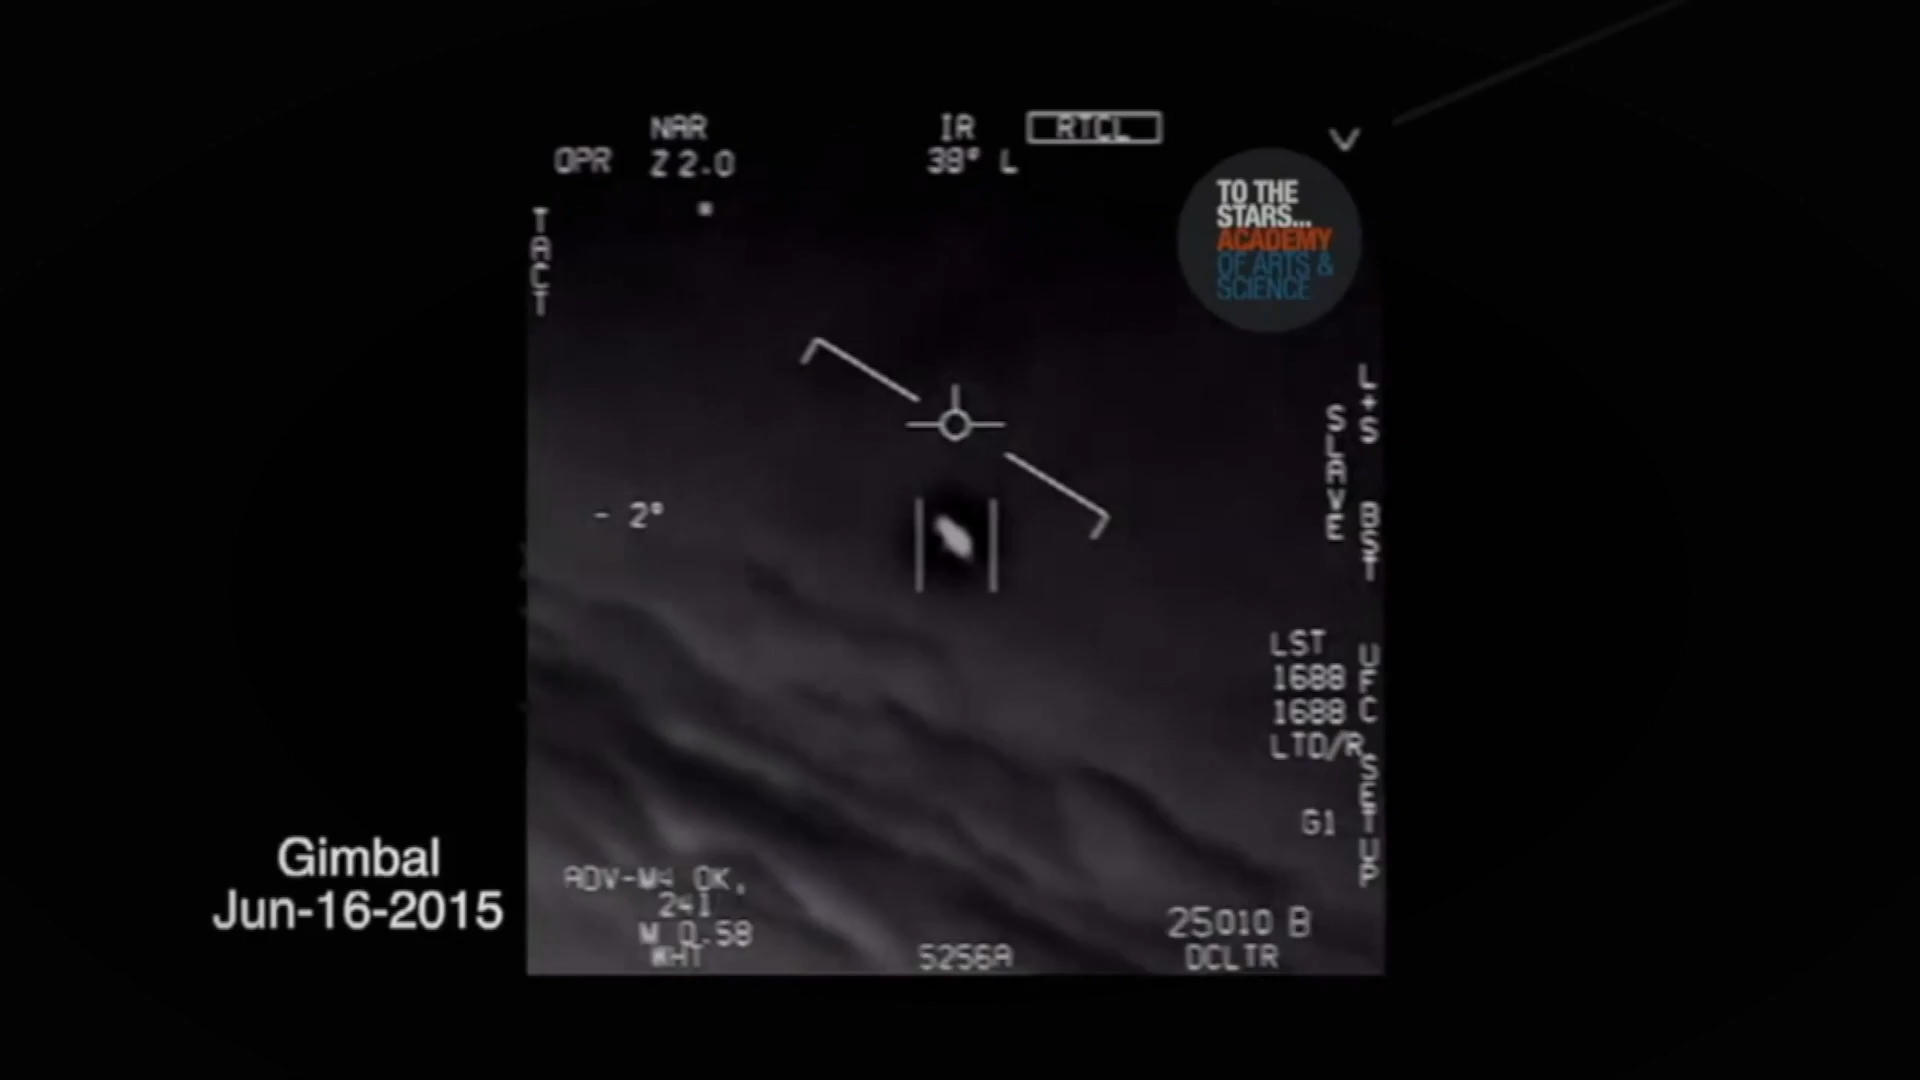 NAR
IR
RTCL
OPR
Z 2.0
38° L
TACT
TO THE
STARS...
ACADEMY
OF ARTS &
SCIENCE
L+S
SLAVE
BST
- 2°
LST
1688
1688
LTD/R
UFC
SETUP
G1
Gimbal
Jun-16-2015
ADV-M4 OK,
241
M 0.58
WHT
5256A
25010 B
DCLTR